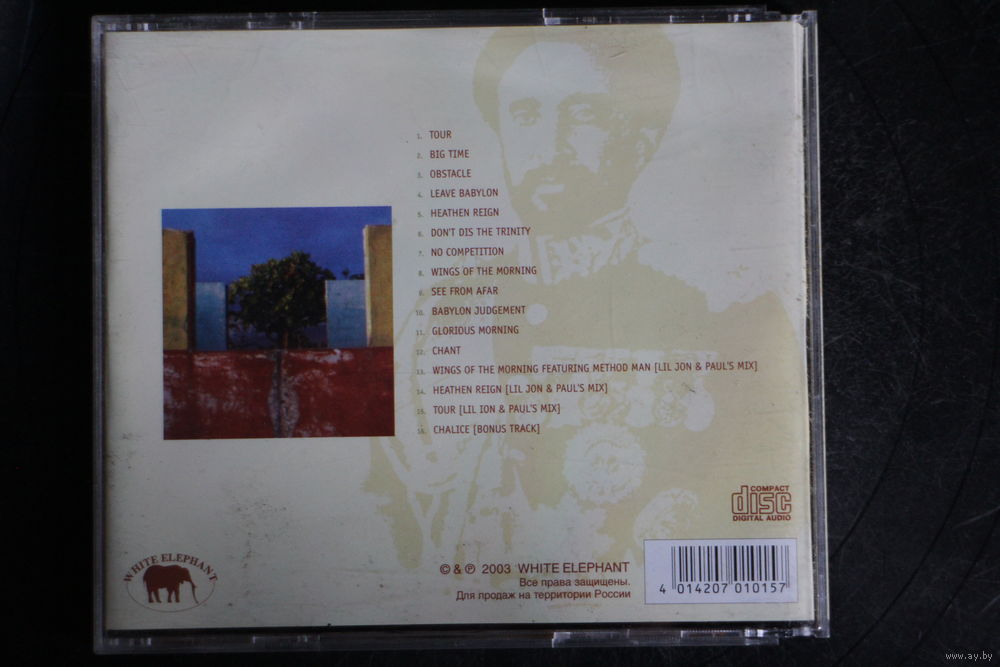 1. TOUR
2. BIG TIME
3. OBSTACLE
4. LEAVE BABYLON
5. HEATHEN REIGN
6. DON'T DIS THE TRINITY
7. NO COMPETITION
8. WINGS OF THE MORNING
9. SEE FROM AFAR
10. BABYLON JUDGEMENT
11. GLORIDUS MORNING
12. CHANT
13. WINGS OF THE MORNING FEATURING METHOD MAN [LIL JON & PAUL'S MIX]
14. HEATHEN REIGN [LIL JON & PAUL'S MIX]
15. TOUR [LIL ION & PAUL'S MIX]
16. CHALICE [BONUS TRACK]
COMPACT
disc
DIGITAL AUDIO
WHITE ELEPHANT
© & ℗ 2003 WHITE ELEPHANT
Все права защищены.
Для продаж на территории России
4 014207 010157
www.ay.by